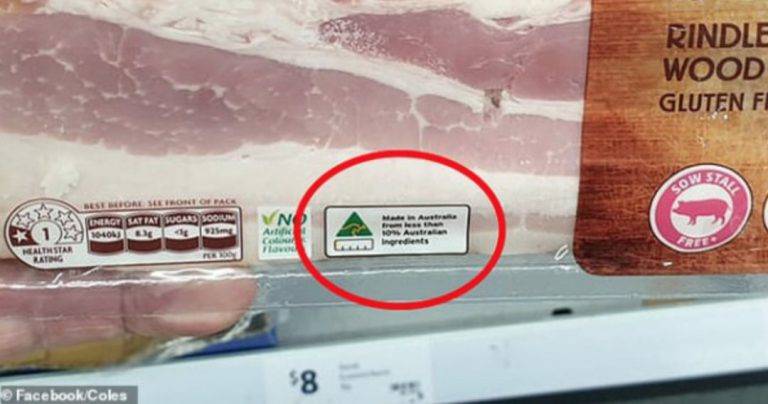 RINDLE
WOOD
GLUTEN F
SOW STALL
FREE
BEST BEFORE: SEE FRONT OF PACK
1
HEALTH STAR
RATING
ENERGY
1040kJ
SAT FAT
8.3g
SUGARS
<1g
SODIUM
925mg
PER 100g
NO
Artificial
Colours
Flavou
Made in Australia
from less than
10% Australian
ingredients
$8
© Facebook/Coles